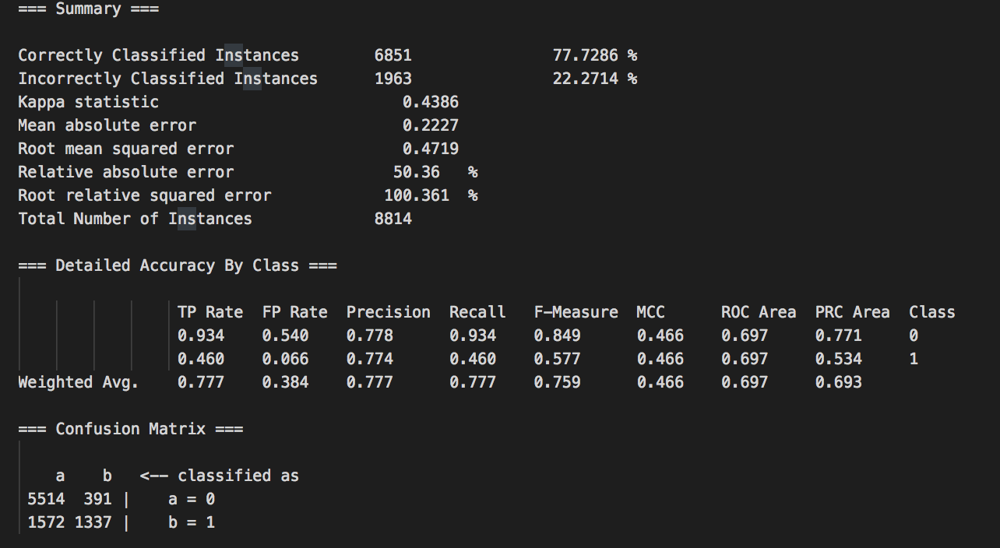 === Summary ===
Correctly Classified Instances 6851 77.7286 %
Incorrectly Classified Instances 1963 22.2714 %
Kappa statistic 0.4386
Mean absolute error 0.2227
Root mean squared error 0.4719
Relative absolute error 50.36 %
Root relative squared error 100.361 %
Total Number of Instances 8814
=== Detailed Accuracy By Class ===
TP Rate FP Rate Precision Recall F-Measure MCC ROC Area PRC Area Class
0.934 0.540 0.778 0.934 0.849 0.466 0.697 0.771 0
0.460 0.066 0.774 0.460 0.577 0.466 0.697 0.534 1
Weighted Avg. 0.777 0.384 0.777 0.777 0.759 0.466 0.697 0.693
=== Confusion Matrix ===
a b <-- classified as
5514 391 | a = 0
1572 1337 | b = 1